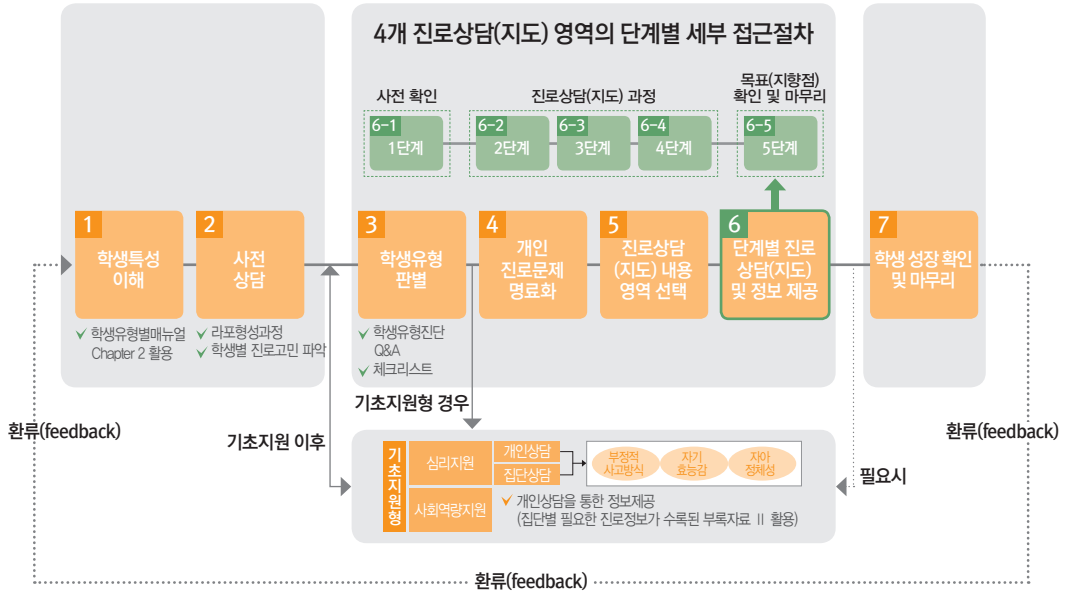 4개 진로상담(지도) 영역의 단계별 세부 접근절차
사전 확인
진로상담(지도) 과정
목표(지향점)
확인 및 마무리
6-1
1단계
6-2
2단계
6-3
3단계
6-4
4단계
6-5
5단계
1
학생특성
이해
학생유형별매뉴얼
Chapter 2 활용
2
사전
상담
라포형성과정
학생별 진로고민 파악
3
학생유형
판별
학생유형진단
Q&A
체크리스트
4
개인
진로문제
명료화
5
진로상담
(지도) 내용
영역 선택
6
단계별 진로
상담(지도)
및 정보 제공
7
학생 성장 확인
및 마무리
환류(feedback)
기초지원 이후
기초지원형 경우
필요시
환류(feedback)
기초지원형
심리지원
개인상담
집단상담
부정적
사고방식
자기
효능감
자아
정체성
사회역량지원
개인상담을 통한 정보제공
(집단별 필요한 진로정보가 수록된 부록자료 Ⅱ 활용)
환류(feedback)